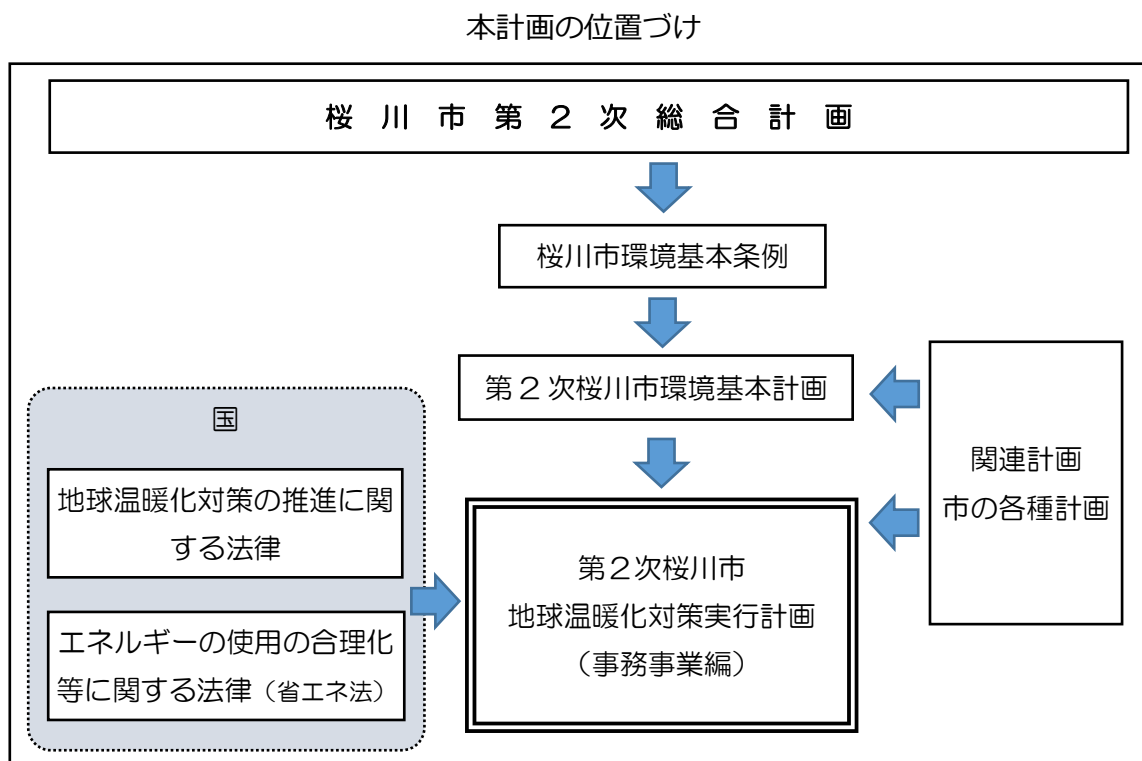 本計画の位置づけ
桜川市第２次総合計画
桜川市環境基本条例
第２次桜川市環境基本計画
国
地球温暖化対策の推進に関
する法律
エネルギーの使用の合理化
等に関する法律（省エネ法）
第２次桜川市
地球温暖化対策実行計画
（事務事業編）
関連計画
市の各種計画